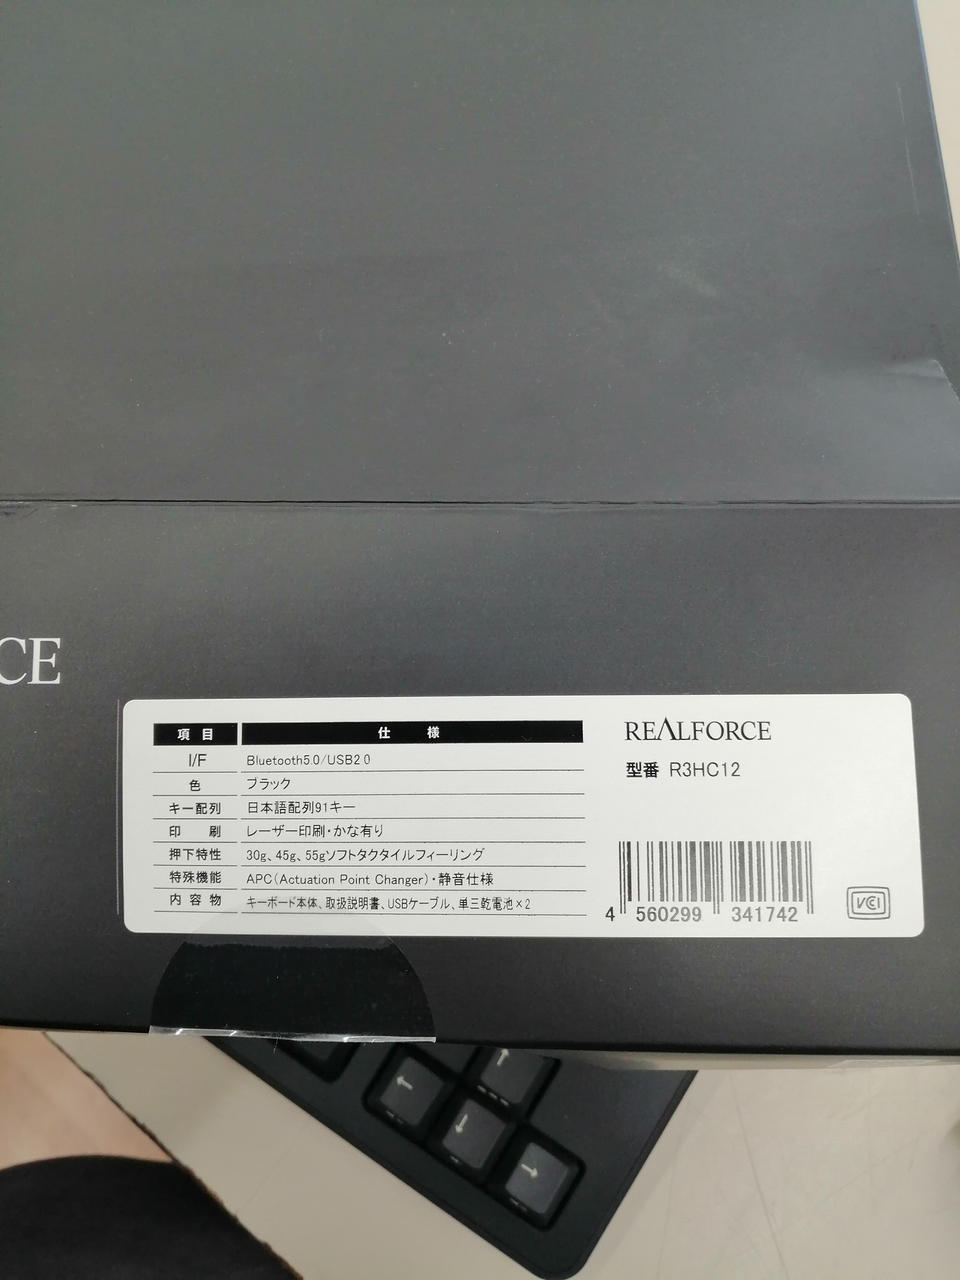 CE
項目 仕様
I/F Bluetooth5.0/USB2.0
色 ブラック
キー配列 日本語配列91キー
印刷 レーザー印刷・かな有り
押下特性 30g、45g、55gソフトタクタイルフィーリング
特殊機能 APC(Actuation Point Changer)・静音仕様
内容物 キーボード本体、取扱説明書、USBケーブル、単三乾電池×2
REALFORCE
型番 R3HC12
4 560299 341742
VCCI